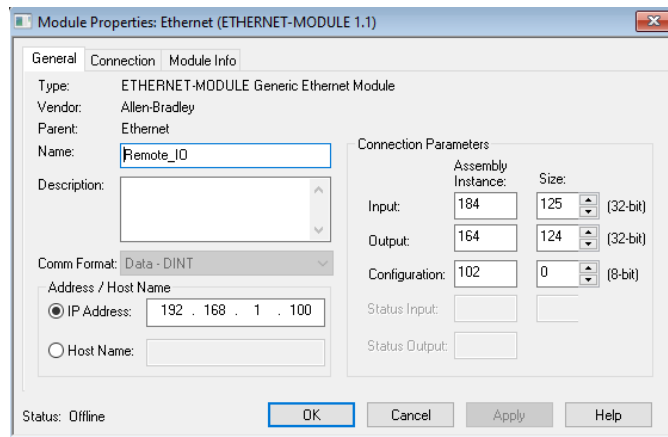 Module Properties: Ethernet (ETHERNET-MODULE 1.1)
General Connection Module Info
Type: ETHERNET-MODULE Generic Ethernet Module
Vendor: Allen-Bradley
Parent: Ethernet
Name: Remote_IO
Description:
Comm Format: Data - DINT
Address / Host Name
IP Address: 192 . 168 . 1 . 100
Host Name:
Connection Parameters
Assembly
Instance: Size:
Input: 184 125 (32-bit)
Output: 164 124 (32-bit)
Configuration: 102 0 (8-bit)
Status Input:
Status Output:
Status: Offline
OK Cancel Apply Help